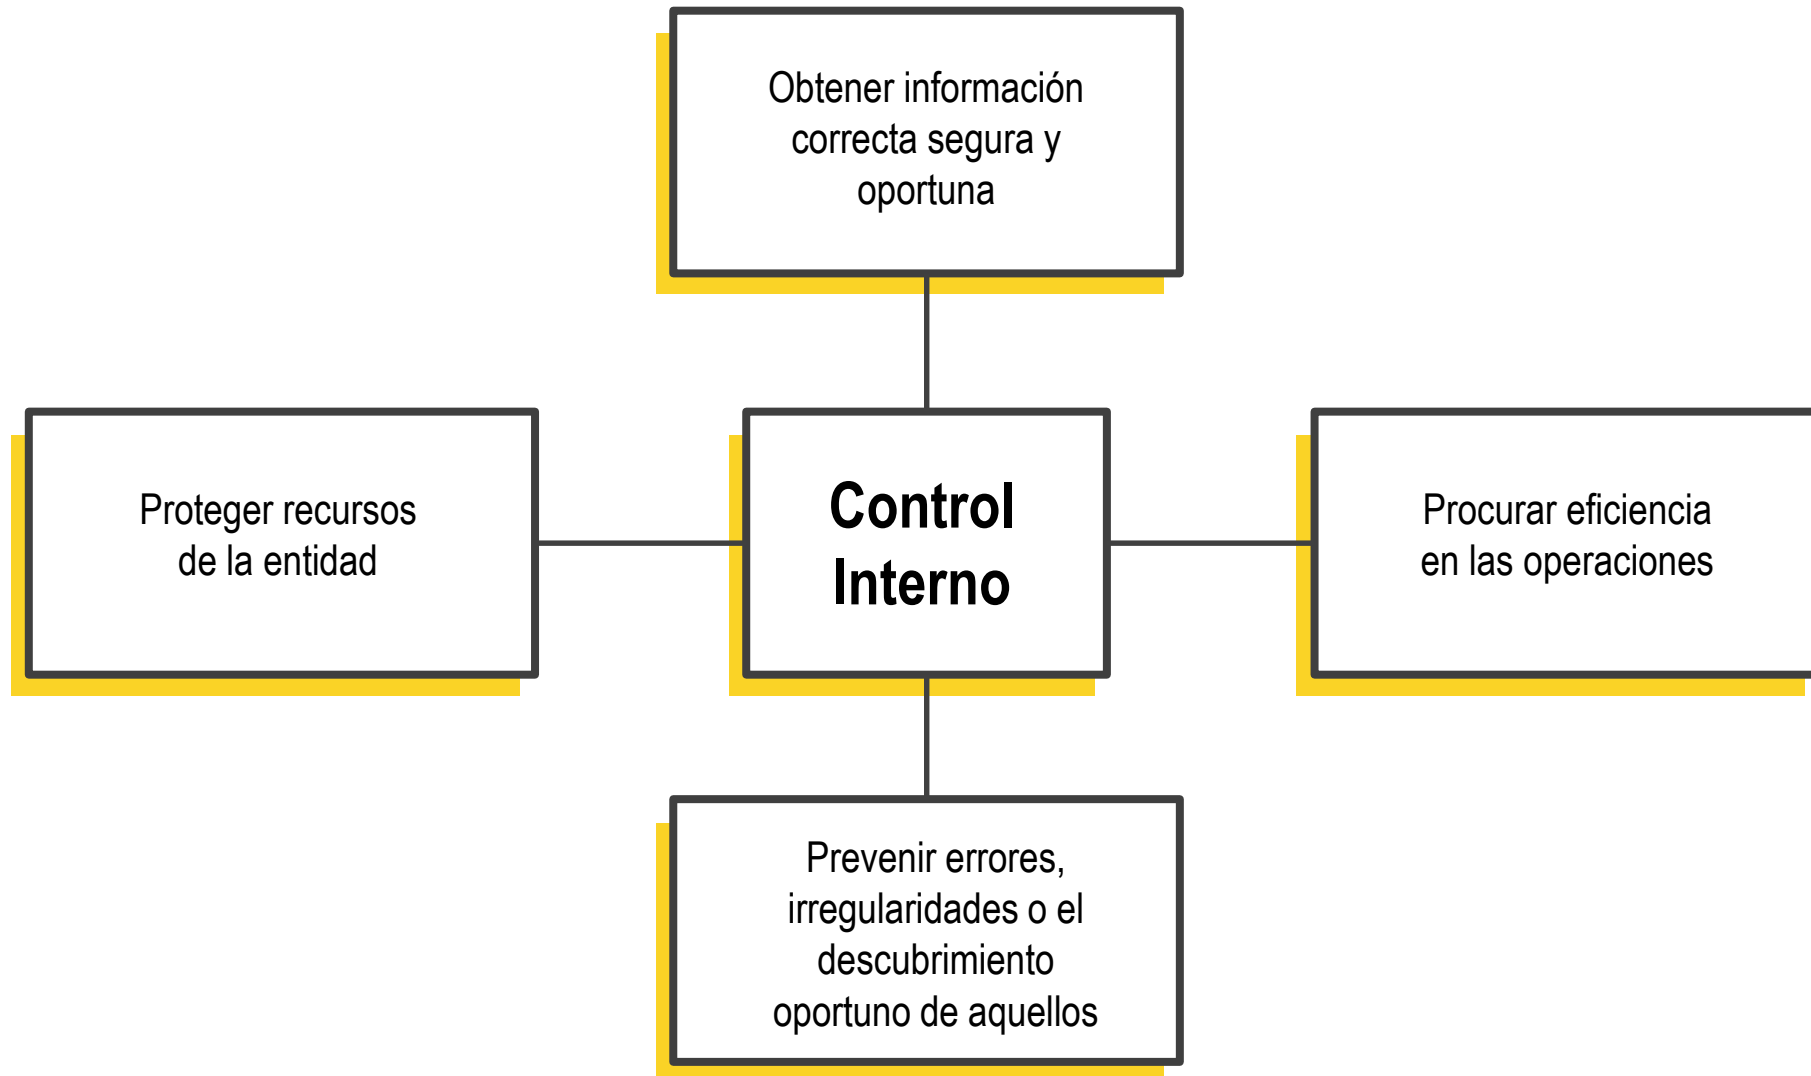 Obtener información
correcta segura y
oportuna
Proteger recursos
de la entidad
Control
Interno
Procurar eficiencia
en las operaciones
Prevenir errores,
irregularidades o el
descubrimiento
oportuno de aquellos